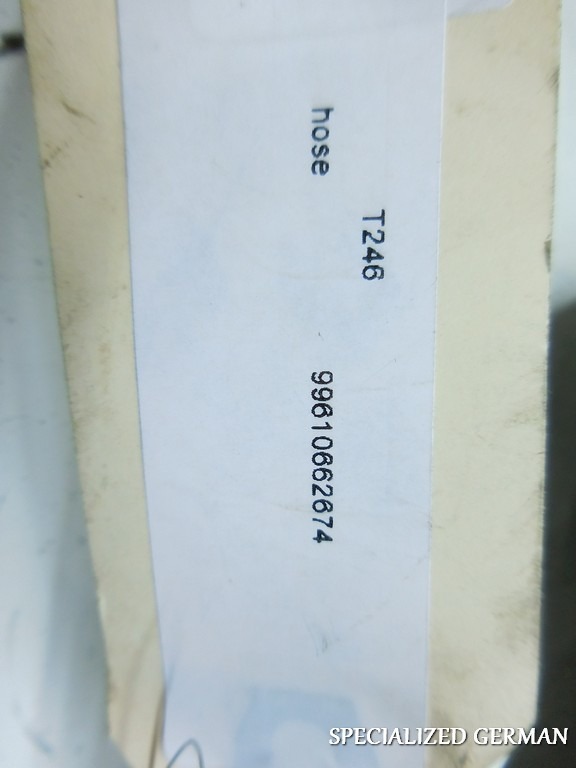 T246
hose 99610662674
SPECIALIZED GERMAN